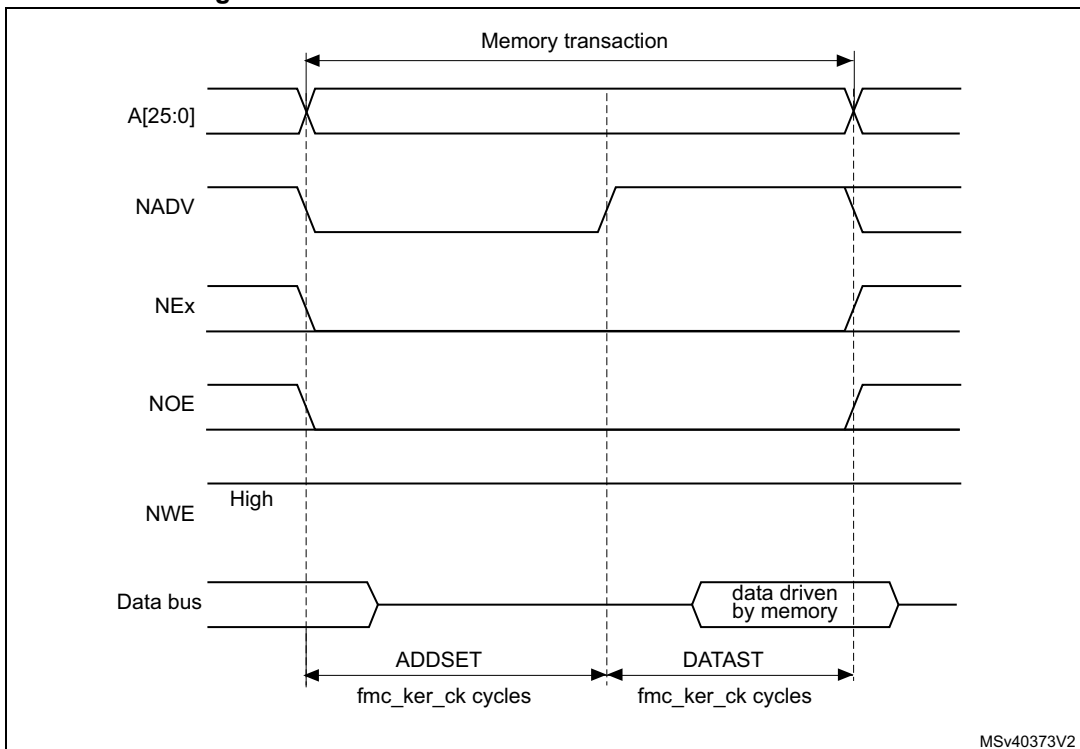 Memory transaction
A[25:0]
NADV
NEx
NOE
High
NWE
Data bus
data driven
by memory
ADDSET
DATAST
fmc_ker_ck cycles
fmc_ker_ck cycles
MSv40373V2